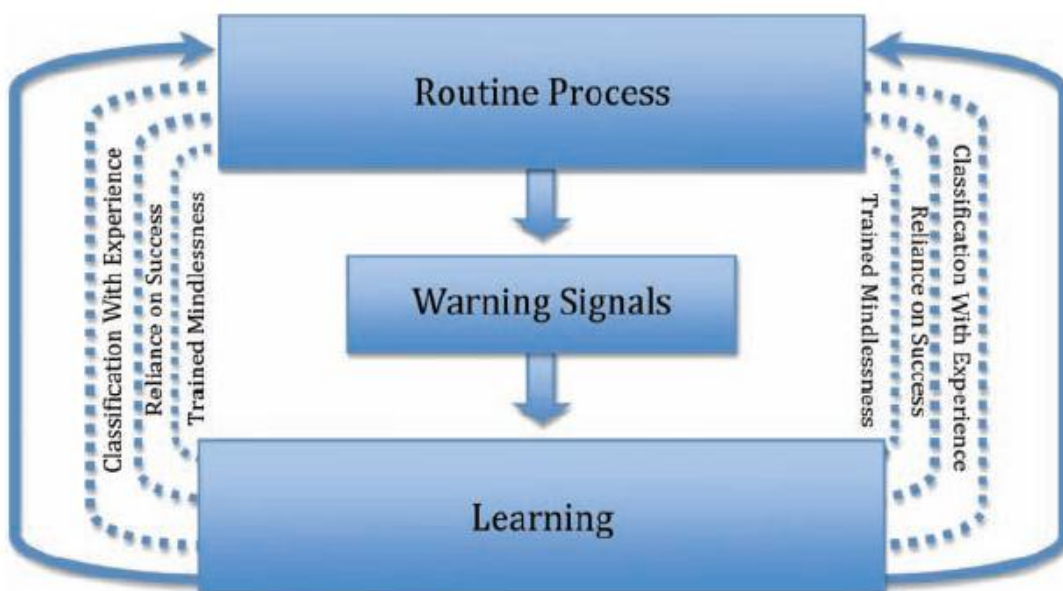 Routine Process
Classification With Experience
Reliance on Success
Trained Mindlessness
Warning Signals
Trained Mindlessness
Reliance on Success
Classification With Experience
Learning